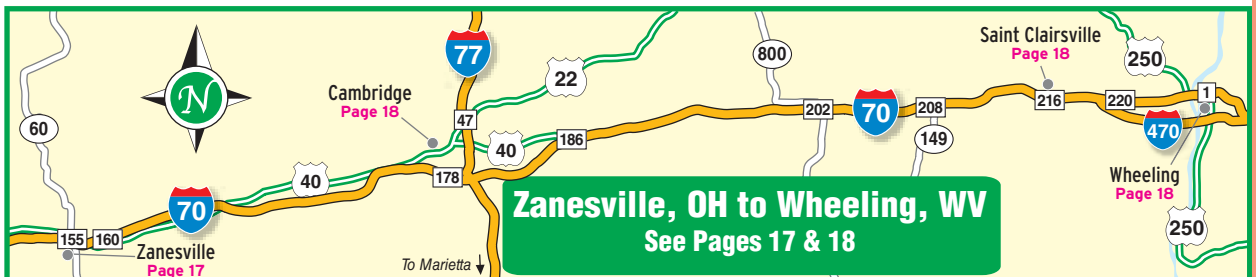 77
22
250
Saint Clairsville
Page 18
800
Cambridge
Page 18
N
60
47
202
70
208
216
220
1
470
186
149
40
40
178
Wheeling
Page 18
70
Zanesville, OH to Wheeling, WV
See Pages 17 & 18
250
155
160
Zanesville
Page 17
To Marietta